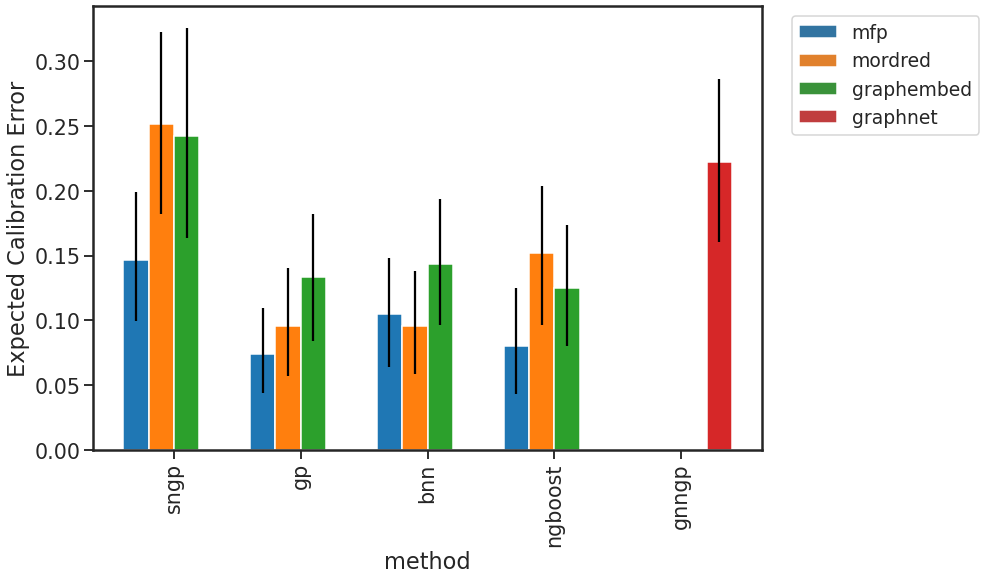 Expected Calibration Error
0.30
0.25
0.20
0.15
0.10
0.05
0.00
sngp
gp
bnn
ngboost
gnngp
method
mfp
mordred
graphembed
graphnet